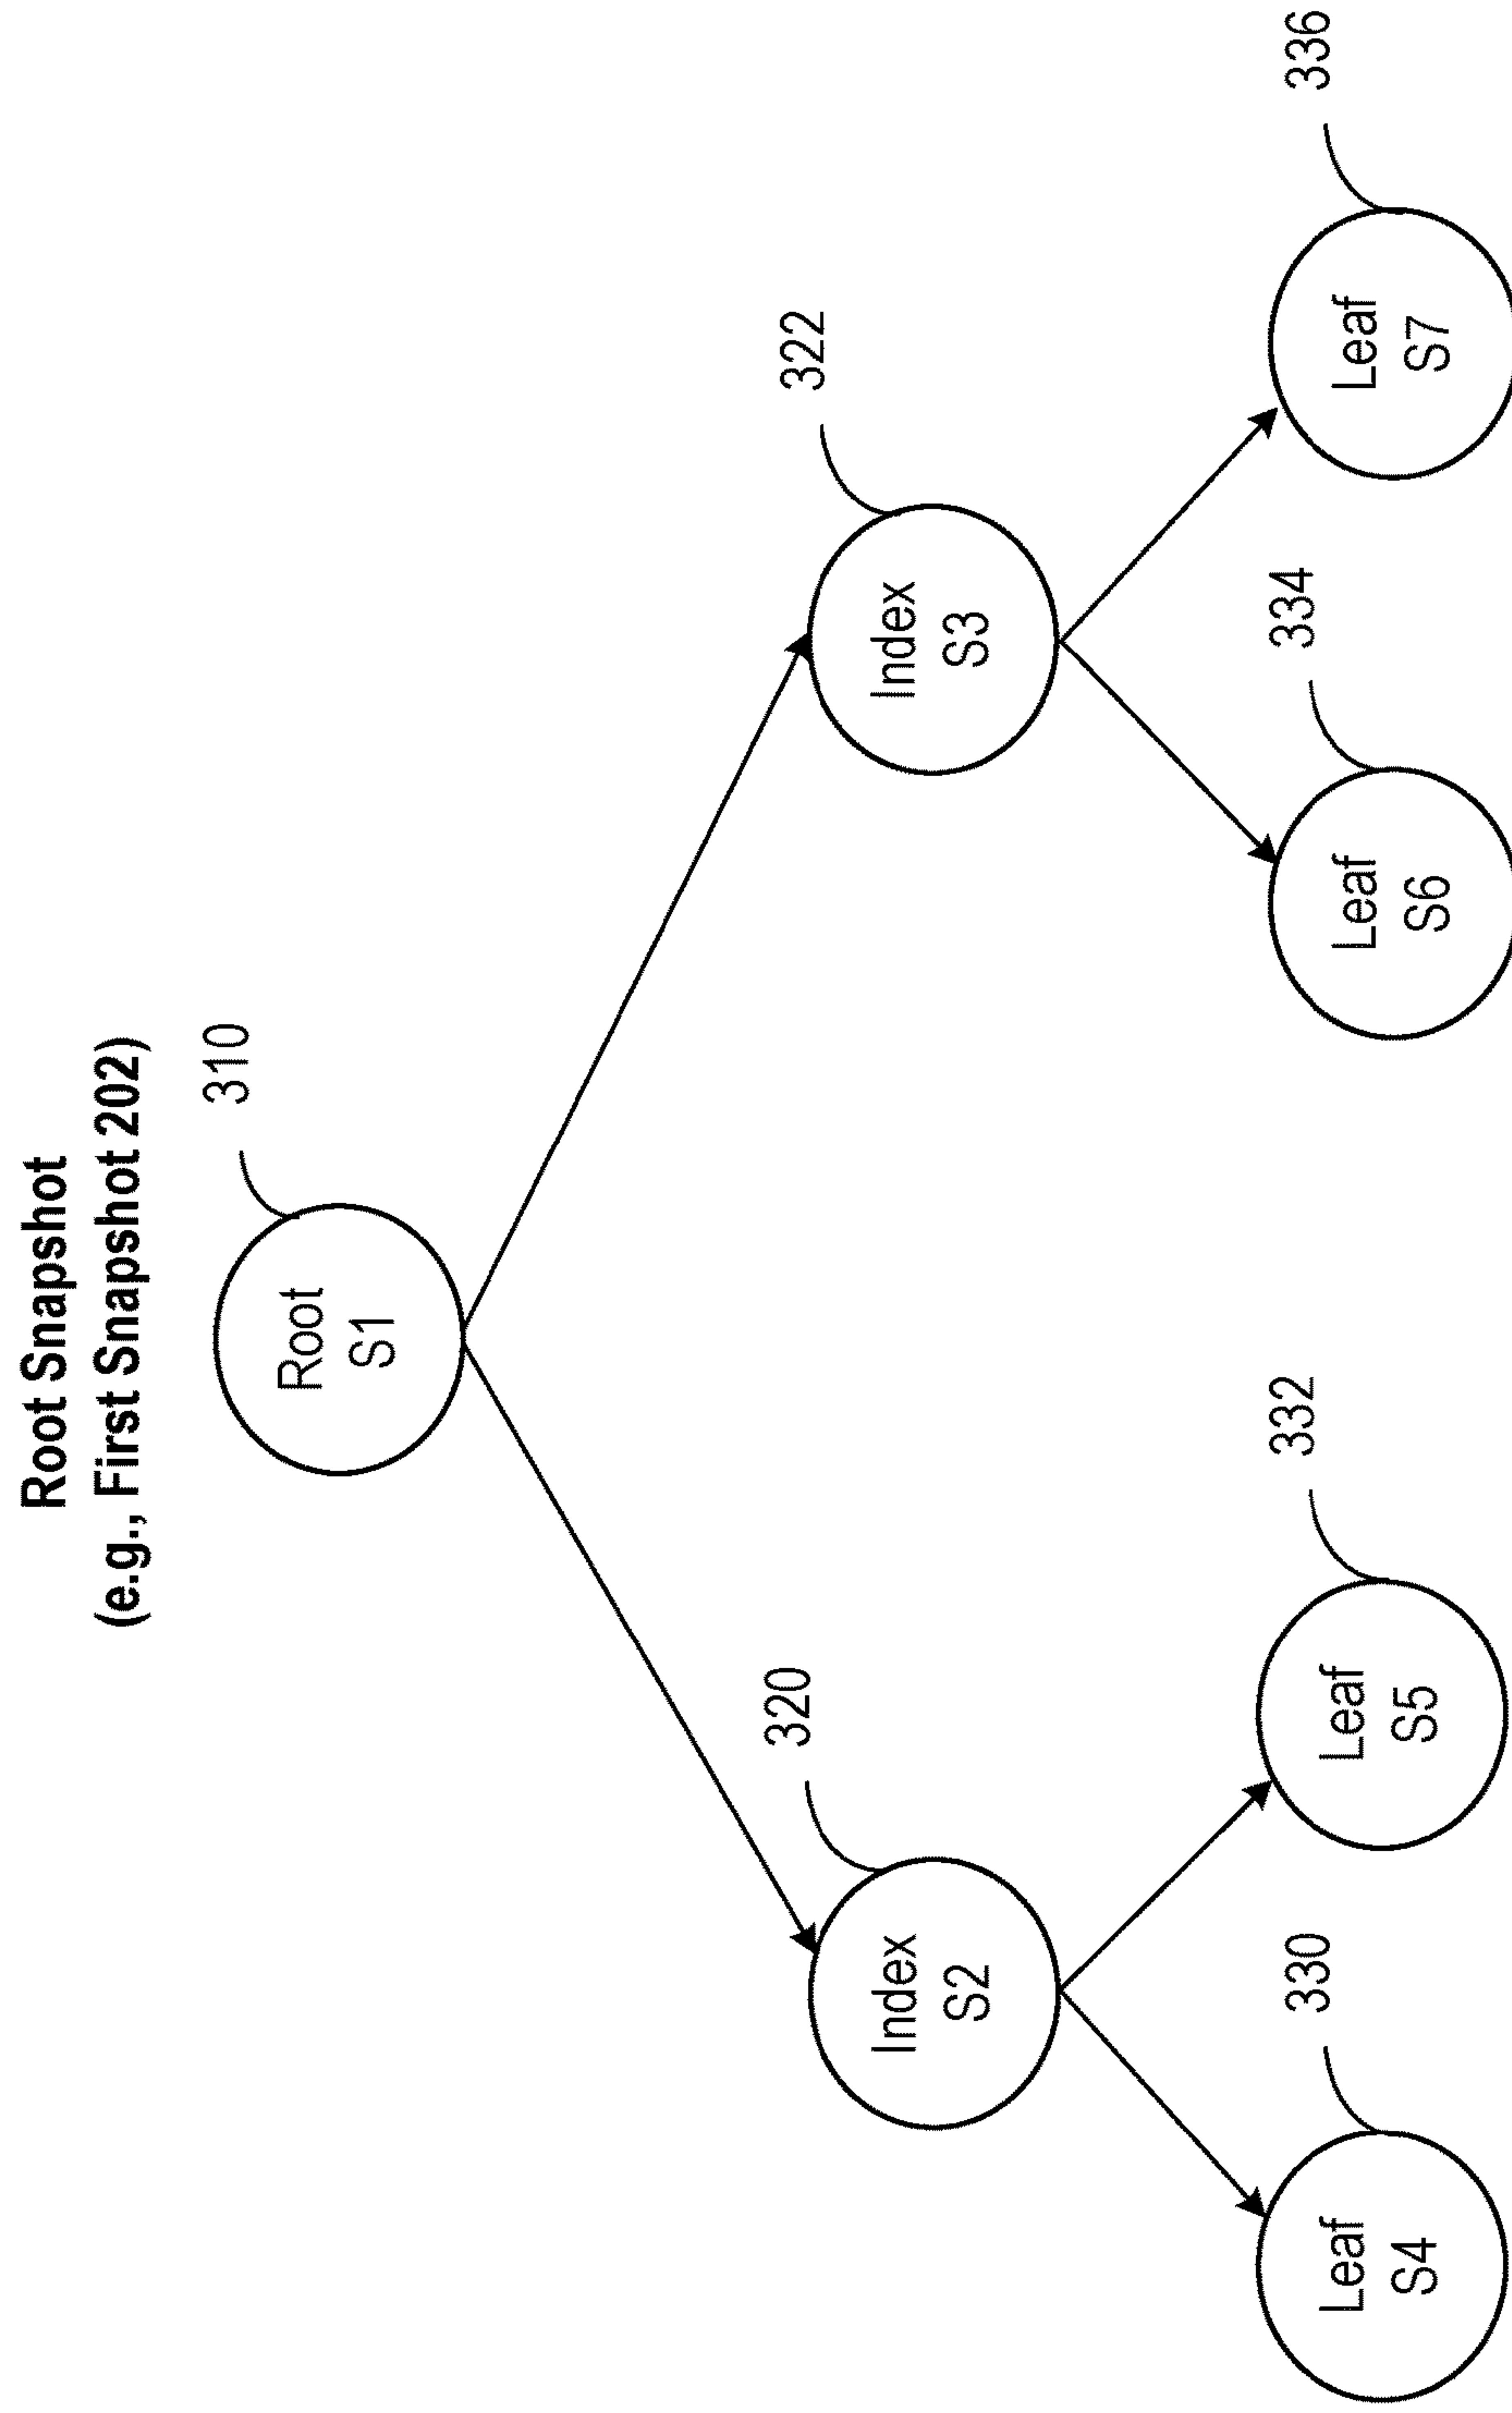 Root Snapshot
(e.g., First Snapshot 202)
310
Root
S1
320
322
Index
S2
Index
S3
330
332
334
336
Leaf
S4
Leaf
S5
Leaf
S6
Leaf
S7